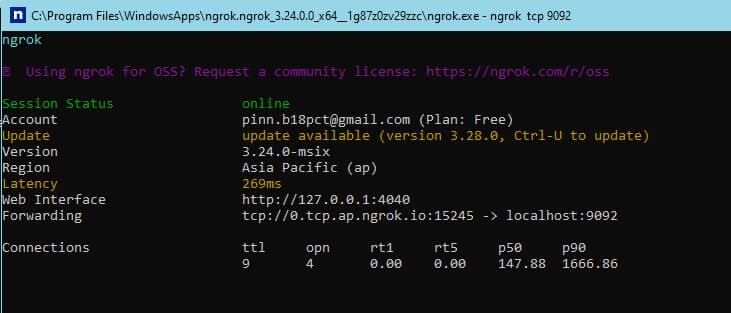 n C:\Program Files\WindowsApps\ngrok.ngrok_3.24.0.0_x64__1g87z0zv29zzc\ngrok.exe - ngrok tcp 9092
ngrok
Using ngrok for OSS? Request a community license: https://ngrok.com/r/oss
Session Status online
Account pinn.b18pct@gmail.com (Plan: Free)
Update update available (version 3.28.0, Ctrl-U to update)
Version 3.24.0-msix
Region Asia Pacific (ap)
Latency 269ms
Web Interface http://127.0.0.1:4040
Forwarding tcp://0.tcp.ap.ngrok.io:15245 -> localhost:9092
Connections ttl opn rt1 rt5 p50 p90
9 4 0.00 0.00 147.88 1666.86